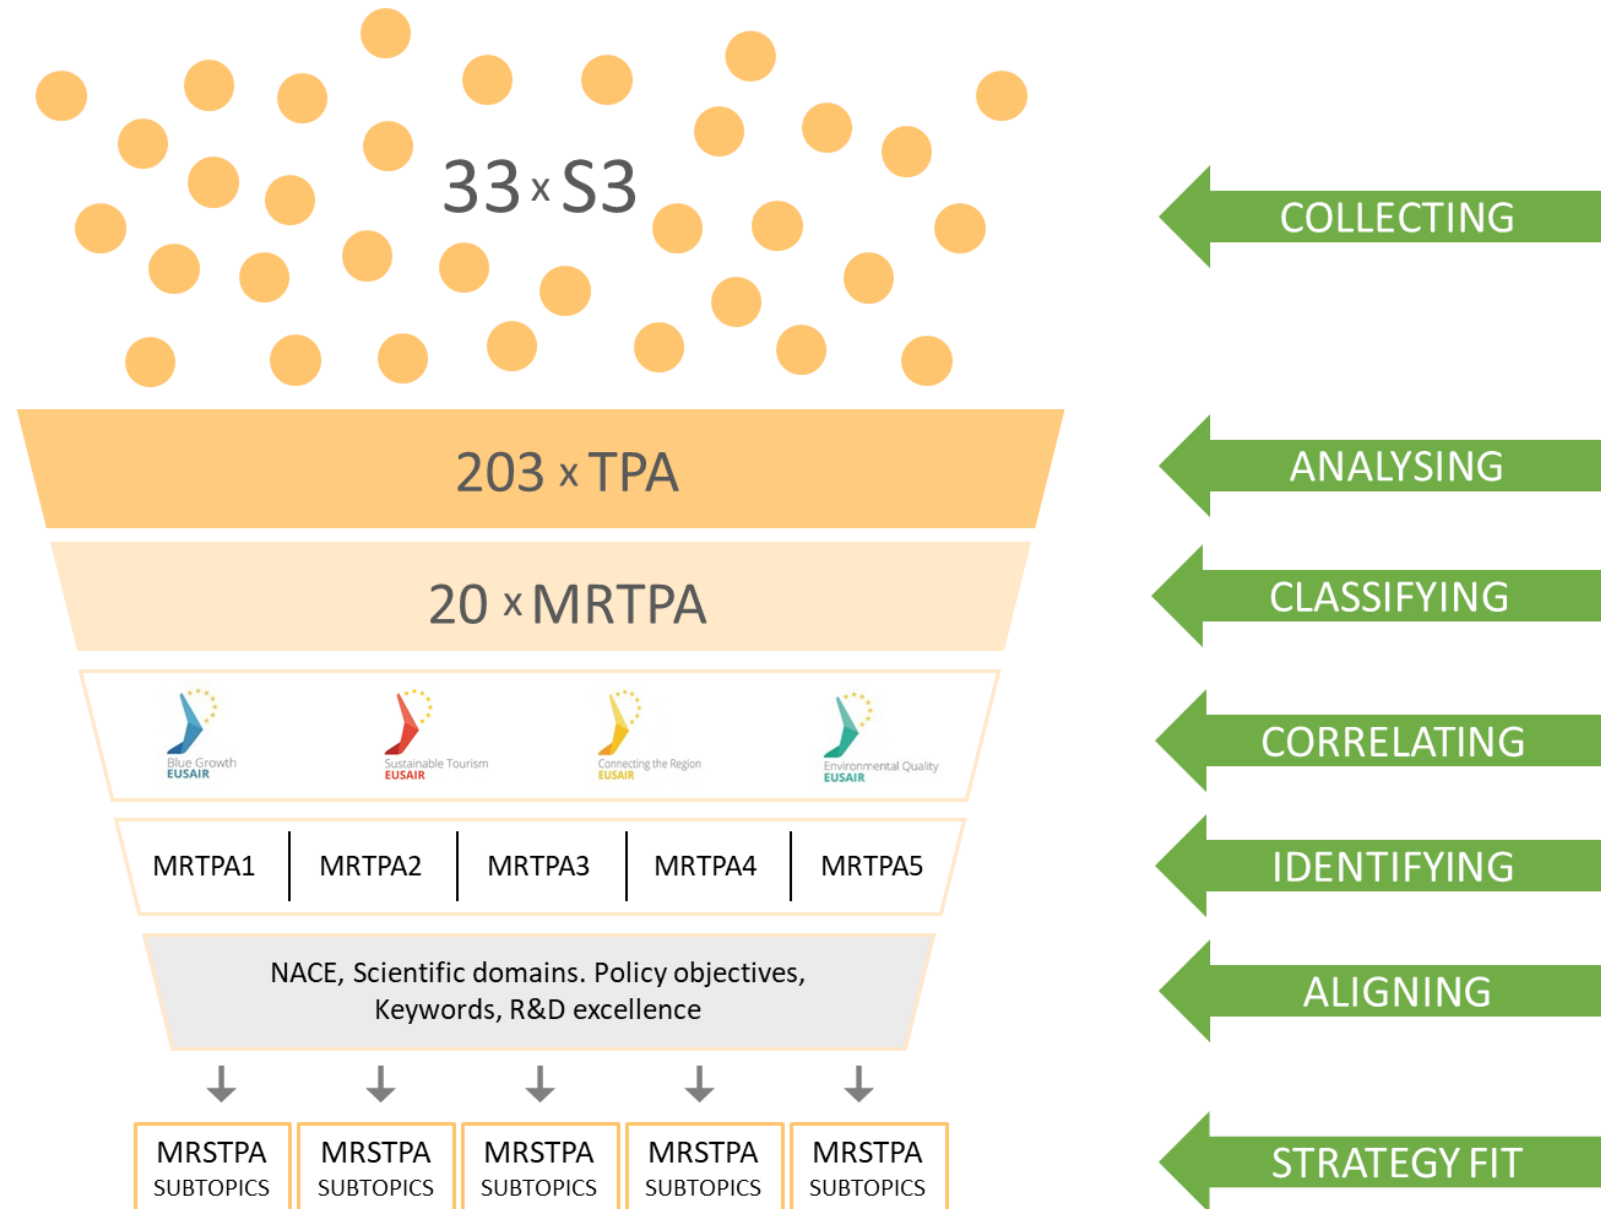 33 x S3
COLLECTING
203 x TPA
ANALYSING
20 x MRTPA
CLASSIFYING
Blue Growth
EUSAIR
Sustainable Tourism
EUSAIR
Connecting the Region
EUSAIR
Environmental Quality
EUSAIR
CORRELATING
MRTPA1
MRTPA2
MRTPA3
MRTPA4
MRTPA5
IDENTIFYING
NACE, Scientific domains. Policy objectives,
Keywords, R&D excellence
ALIGNING
MRSTPA
SUBTOPICS
MRSTPA
SUBTOPICS
MRSTPA
SUBTOPICS
MRSTPA
SUBTOPICS
MRSTPA
SUBTOPICS
STRATEGY FIT